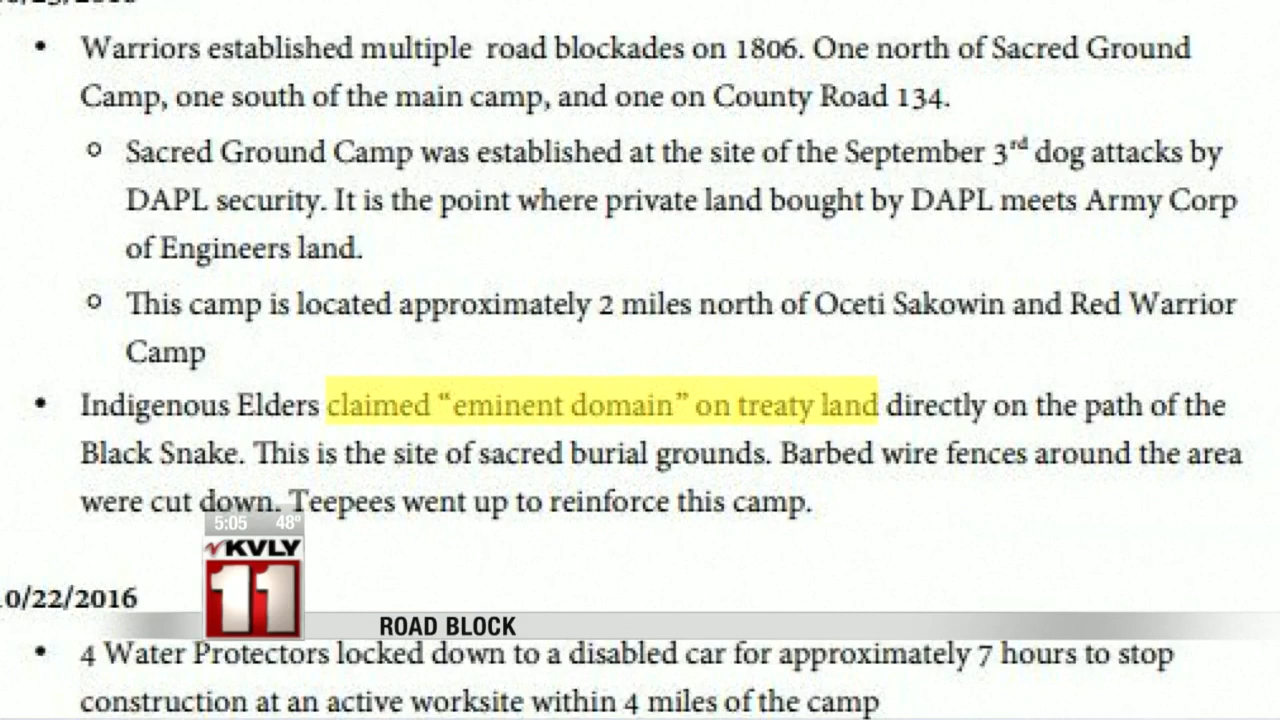 • Warriors established multiple road blockades on 1806. One north of Sacred Ground
Camp, one south of the main camp, and one on County Road 134.
○ Sacred Ground Camp was established at the site of the September 3rd dog attacks by
DAPL security. It is the point where private land bought by DAPL meets Army Corp
of Engineers land.
○ This camp is located approximately 2 miles north of Oceti Sakowin and Red Warrior
Camp
• Indigenous Elders claimed “eminent domain” on treaty land directly on the path of the
Black Snake. This is the site of sacred burial grounds. Barbed wire fences around the area
were cut down. Teepees went up to reinforce this camp.
5:05 48°
KVLY
11
0/22/2016
ROAD BLOCK
• 4 Water Protectors locked down to a disabled car for approximately 7 hours to stop
construction at an active worksite within 4 miles of the camp